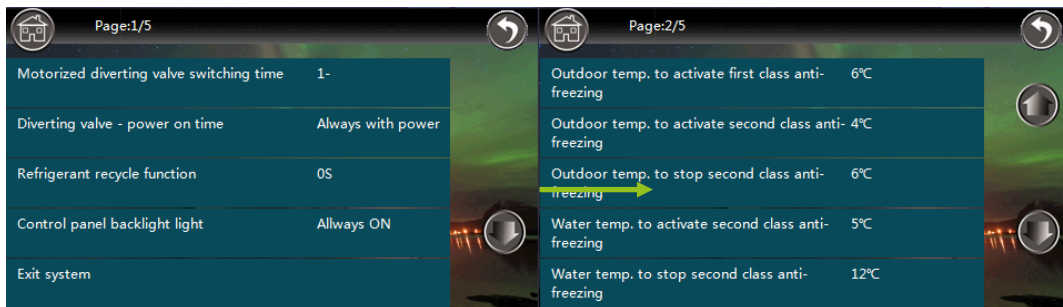 Page:1/5
Motorized diverting valve switching time 1-
Diverting valve - power on time Always with power
Refrigerant recycle function 0S
Control panel backlight light Allways ON
Exit system
Page:2/5
Outdoor temp. to activate first class anti- 6℃
freezing
Outdoor temp. to activate second class anti- 4℃
freezing
Outdoor temp. to stop second class anti- 6℃
freezing
Water temp. to activate second class anti- 5℃
freezing
Water temp. to stop second class anti- 12℃
freezing